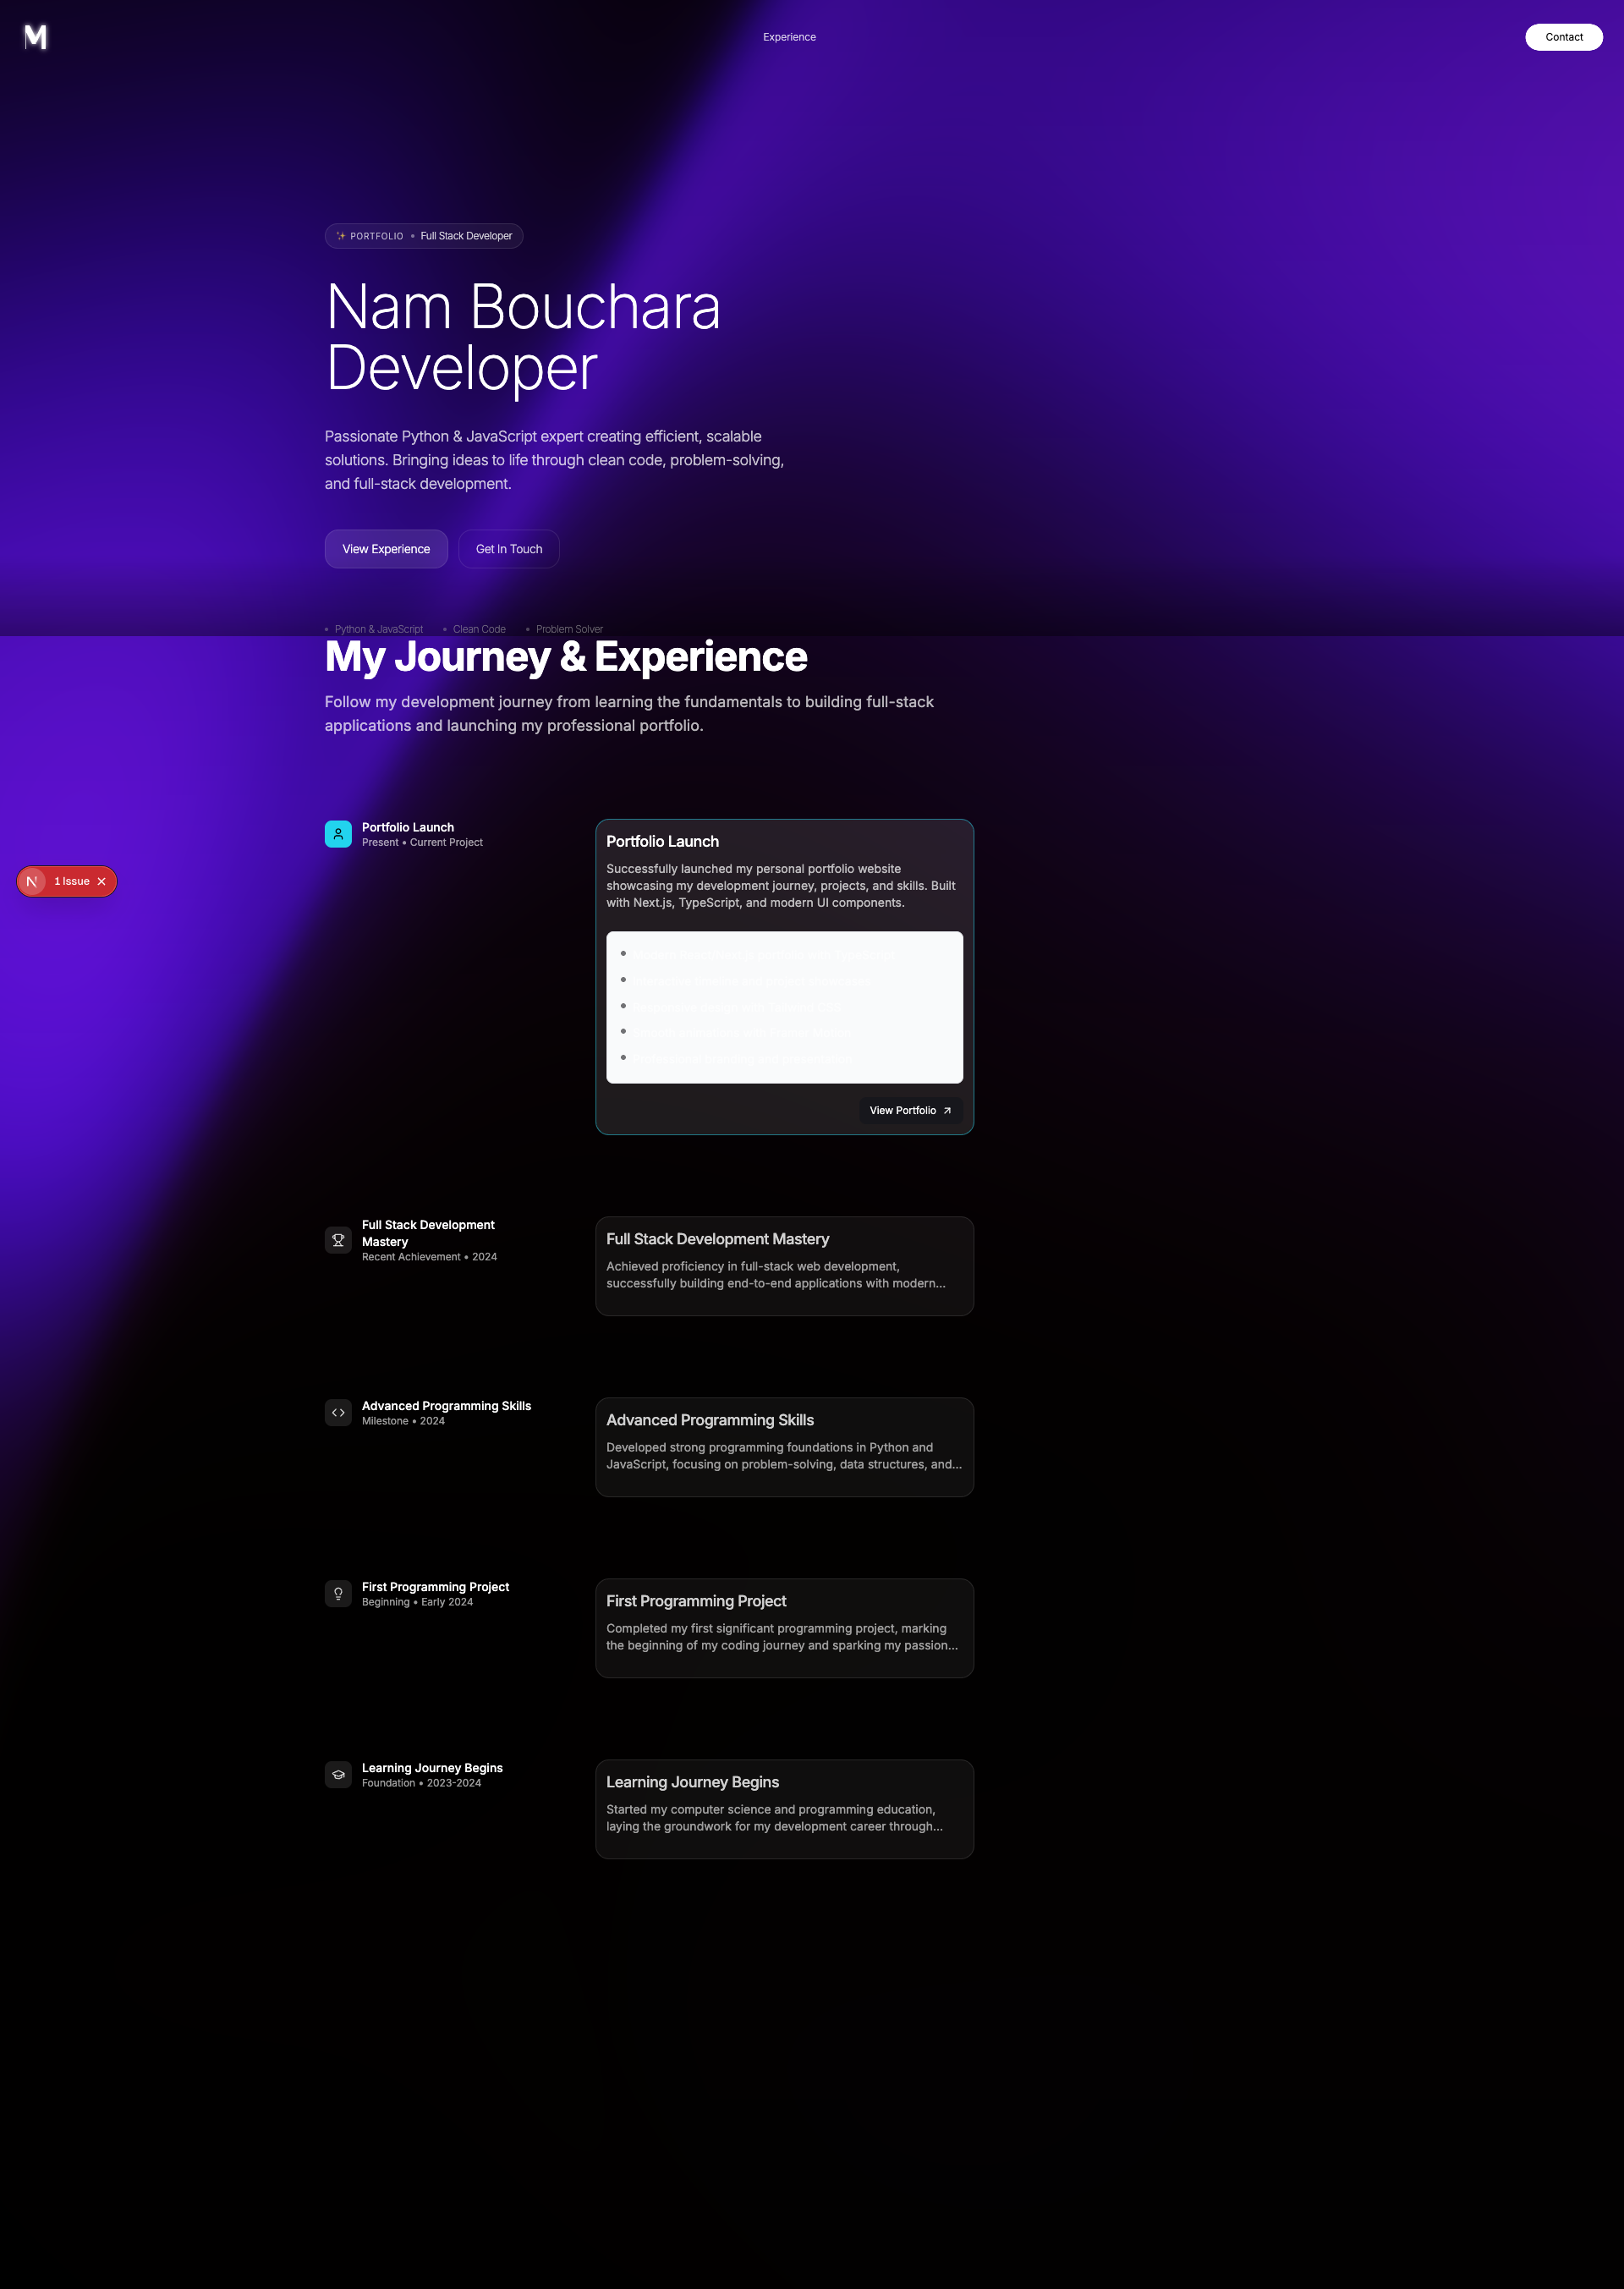 M
Experience
Contact
✨ PORTFOLIO • Full Stack Developer
Nam Bouchara
Developer
Passionate Python & JavaScript expert creating efficient, scalable
solutions. Bringing ideas to life through clean code, problem-solving,
and full-stack development.
View Experience
Get In Touch
• Python & JavaScript • Clean Code • Problem Solver
My Journey & Experience
Follow my development journey from learning the fundamentals to building full-stack
applications and launching my professional portfolio.
Portfolio Launch
Present • Current Project
Portfolio Launch
Successfully launched my personal portfolio website
showcasing my development journey, projects, and skills. Built
with Next.js, TypeScript, and modern UI components.
View Portfolio
N 1 Issue
Full Stack Development
Mastery
Recent Achievement • 2024
Full Stack Development Mastery
Achieved proficiency in full-stack web development,
successfully building end-to-end applications with modern...
Advanced Programming Skills
Milestone • 2024
Advanced Programming Skills
Developed strong programming foundations in Python and
JavaScript, focusing on problem-solving, data structures, and...
First Programming Project
Beginning • Early 2024
First Programming Project
Completed my first significant programming project, marking
the beginning of my coding journey and sparking my passion...
Learning Journey Begins
Foundation • 2023-2024
Learning Journey Begins
Started my computer science and programming education,
laying the groundwork for my development career through...